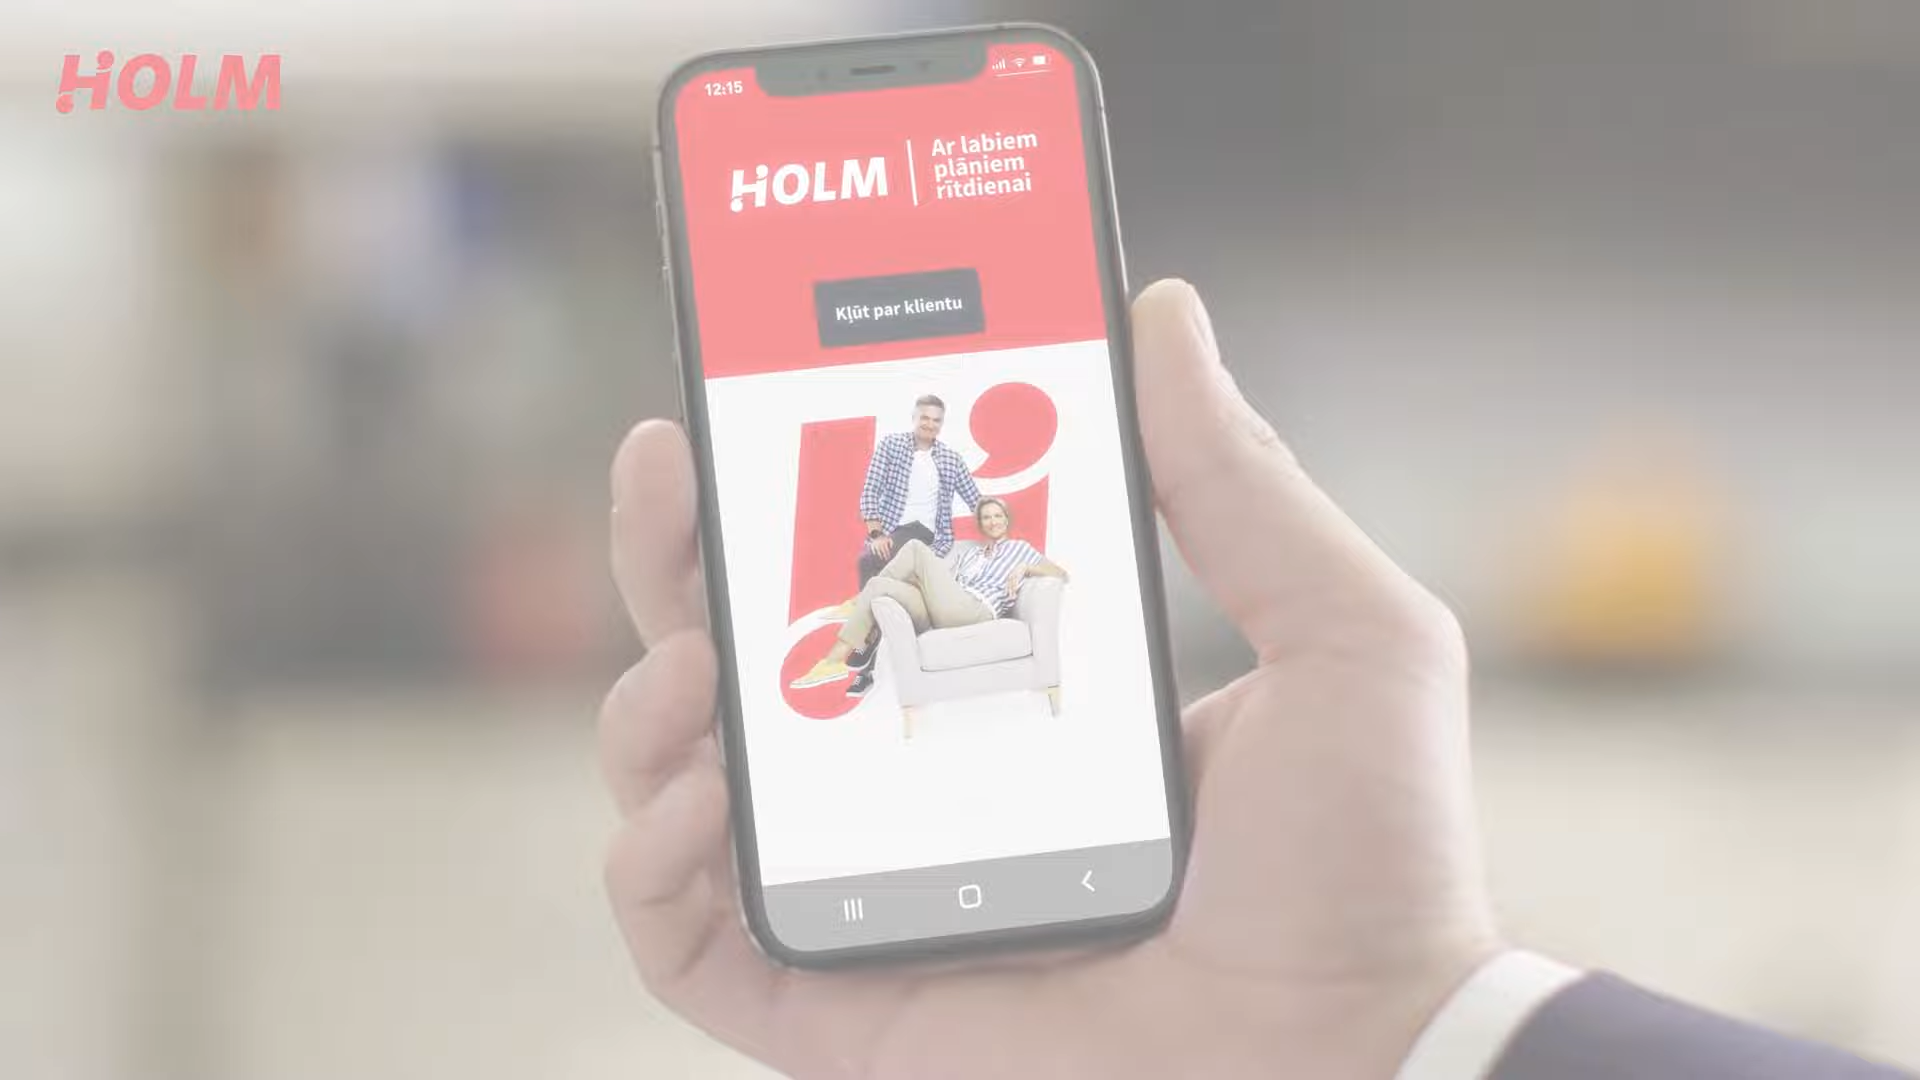 HOLM
12:15
HOLM
Ar labiem
plāniem
rītdienai
Kļūt par klientu